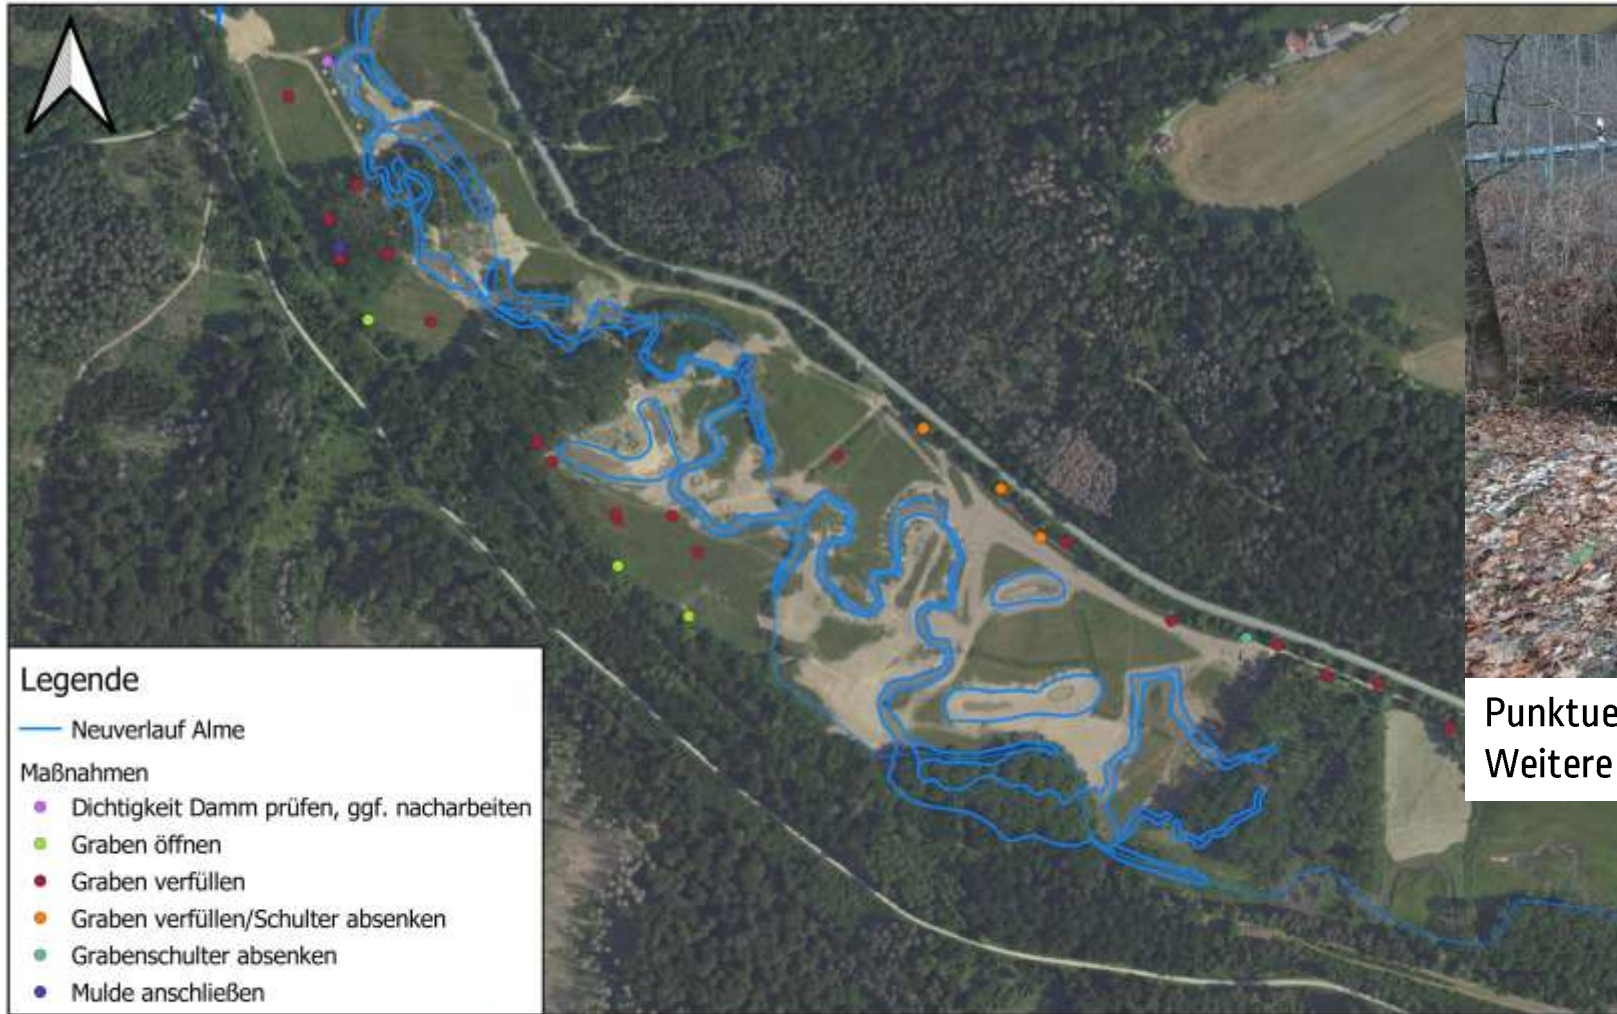 Legende
Neuverlauf Alme
Maßnahmen
Dichtigkeit Damm prüfen, ggf. nacharbeiten
Graben öffnen
Graben verfüllen
Graben verfüllen/Schulter absenken
Grabenschulter absenken
Mulde anschließen
Punktue
Weitere